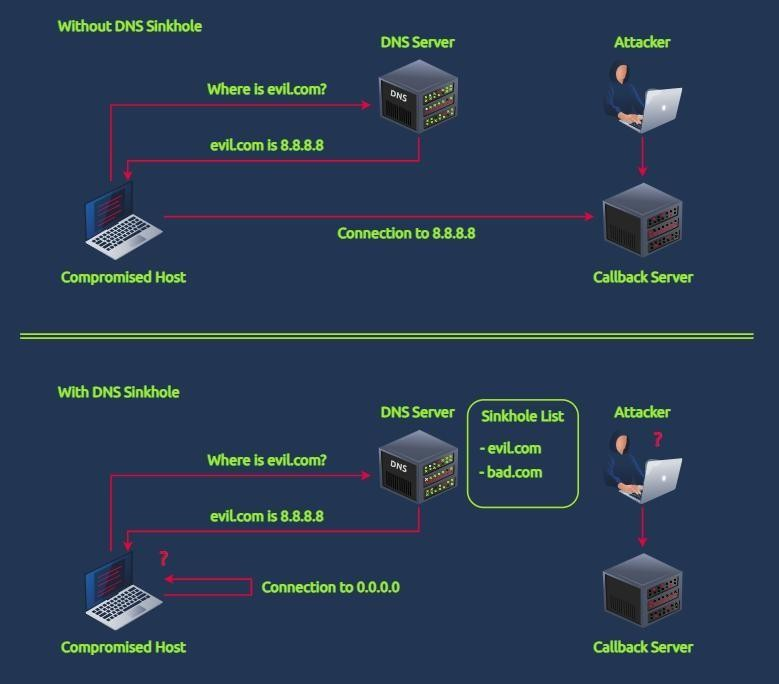 Without DNS Sinkhole
DNS Server
Attacker
Where is evil.com?
DNS
evil.com is 8.8.8.8
Connection to 8.8.8.8
Compromised Host
Callback Server
With DNS Sinkhole
DNS Server
Sinkhole List
Attacker
- evil.com
- bad.com
?
Where is evil.com?
DNS
evil.com is 8.8.8.8
?
Connection to 0.0.0.0
Compromised Host
Callback Server